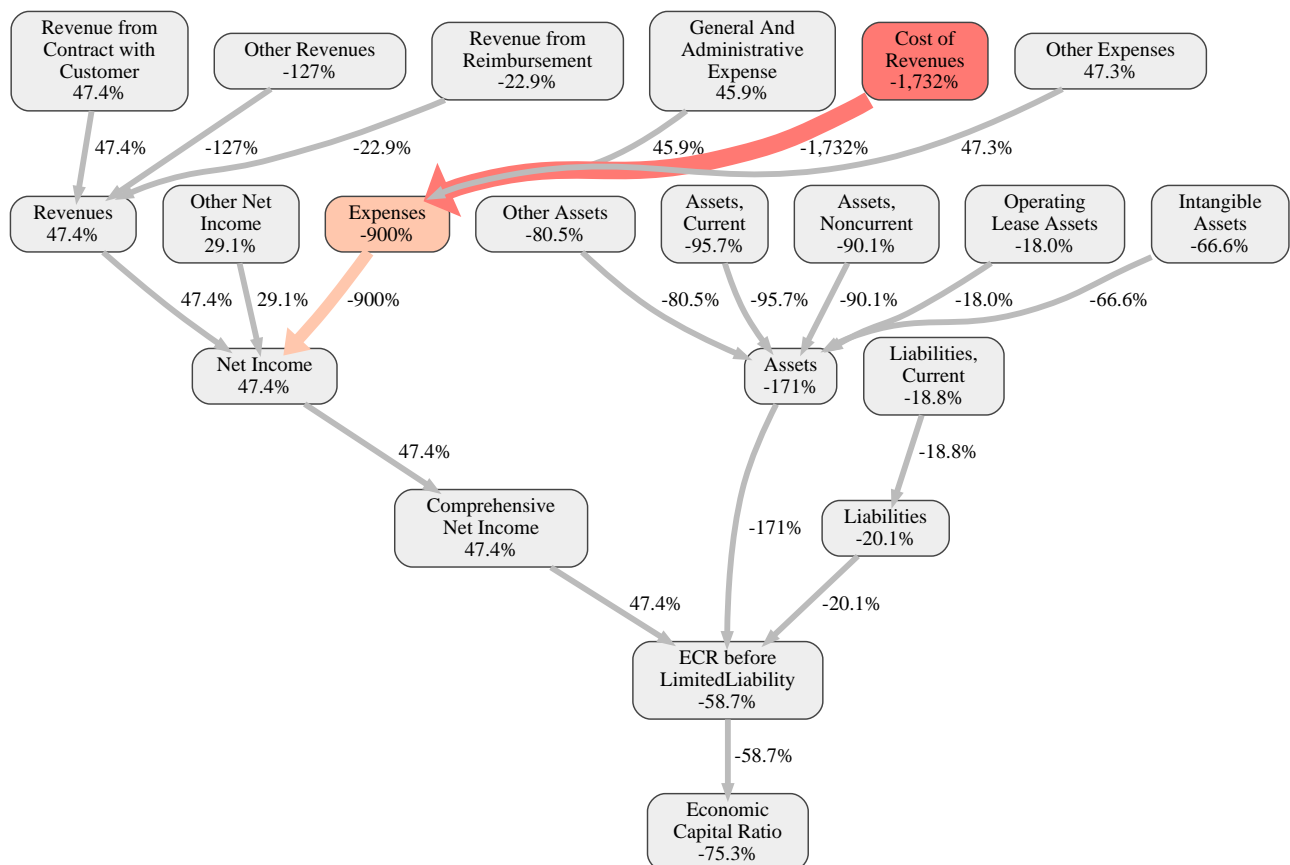 Revenue from
Contract with
Customer
47.4%
Other Revenues
-127%
Revenue from
Reimbursement
-22.9%
General And
Administrative
Expense
45.9%
Cost of
Revenues
-1,732%
Other Expenses
47.3%
47.4%
-127%
-22.9%
45.9%
-1,732%
47.3%
Revenues
47.4%
Other Net
Income
29.1%
Expenses
-900%
Other Assets
-80.5%
Assets,
Current
-95.7%
Assets,
Noncurrent
-90.1%
Operating
Lease Assets
-18.0%
Intangible
Assets
-66.6%
47.4%
29.1%
-900%
-80.5%
-95.7%
-90.1%
-18.0%
-66.6%
Net Income
47.4%
Assets
-171%
Liabilities,
Current
-18.8%
47.4%
-18.8%
Comprehensive
Net Income
47.4%
-171%
Liabilities
-20.1%
47.4%
-20.1%
ECR before
LimitedLiability
-58.7%
-58.7%
Economic
Capital Ratio
-75.3%